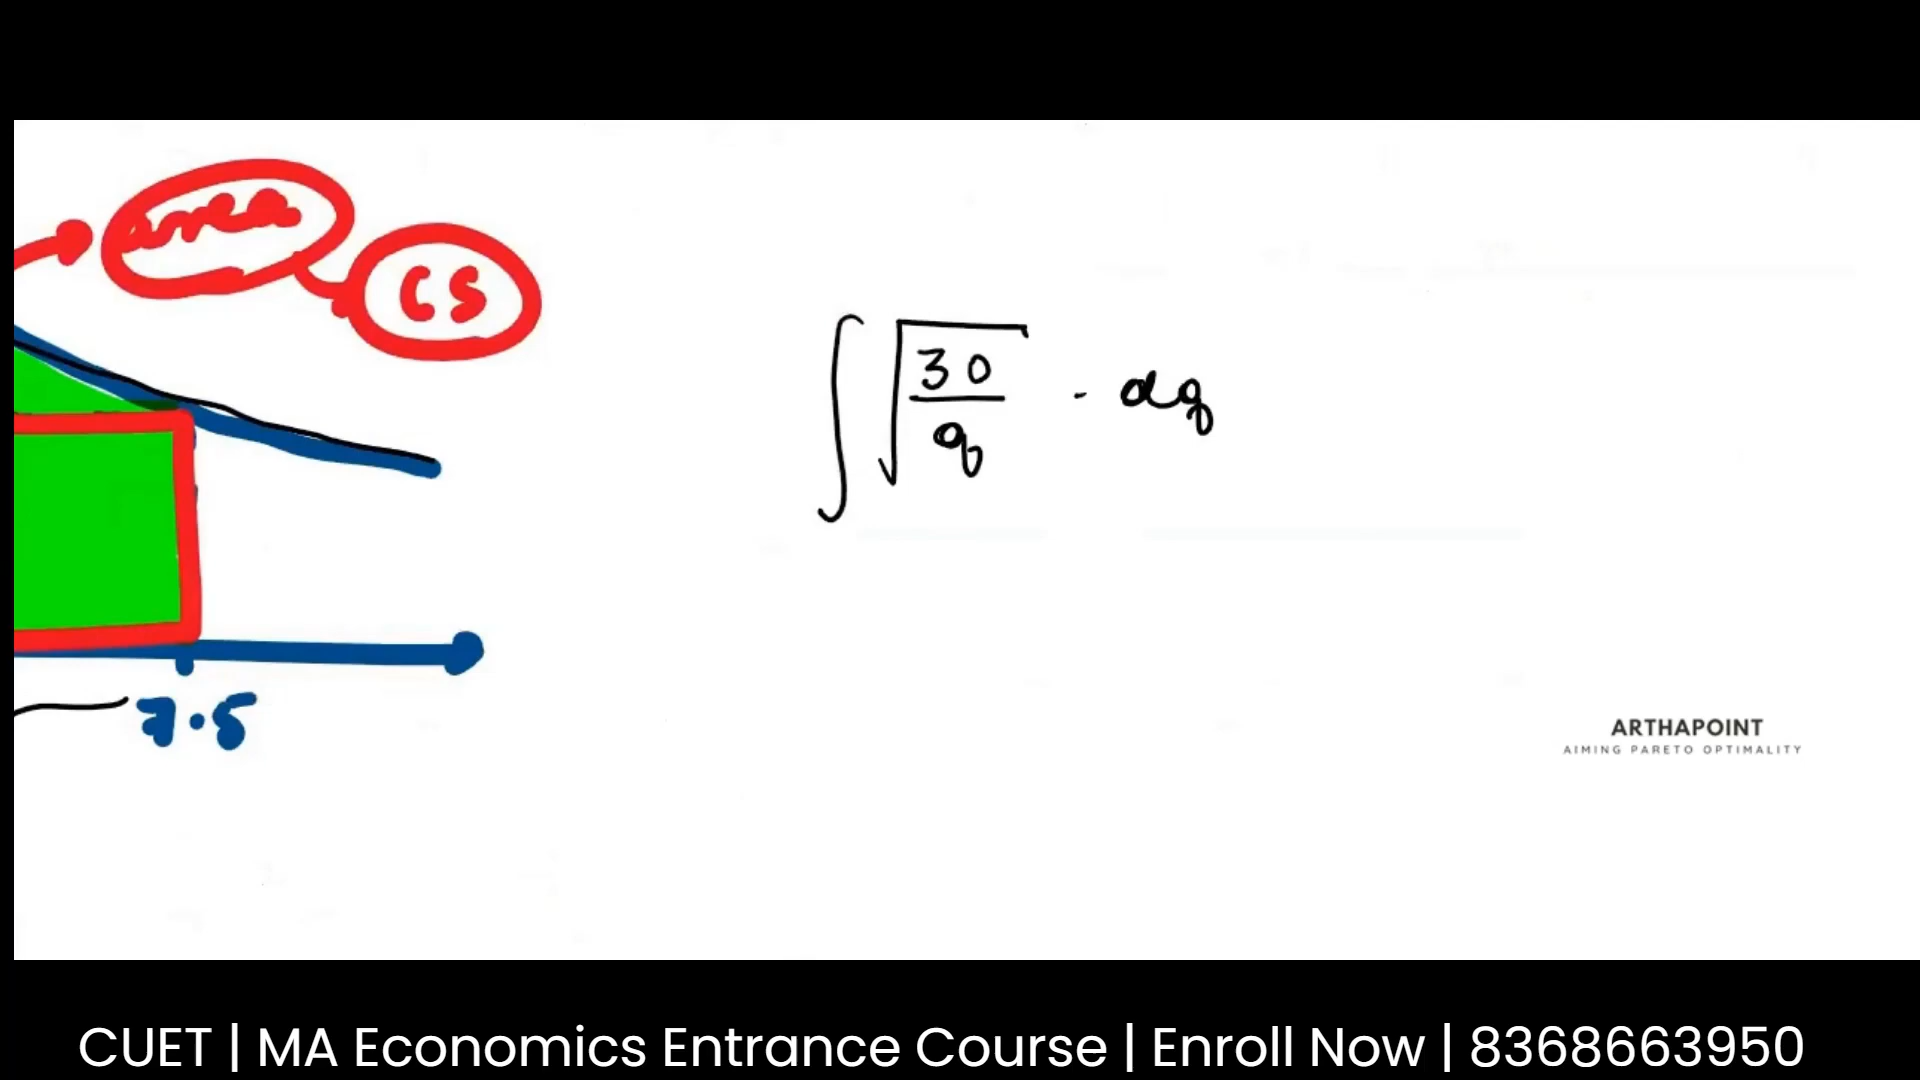 area
CS
∫ √(30/q) · dq
7.5
ARTHAPOINT
AIMING PARETO OPTIMALITY
CUET | MA Economics Entrance Course | Enroll Now | 8368663950